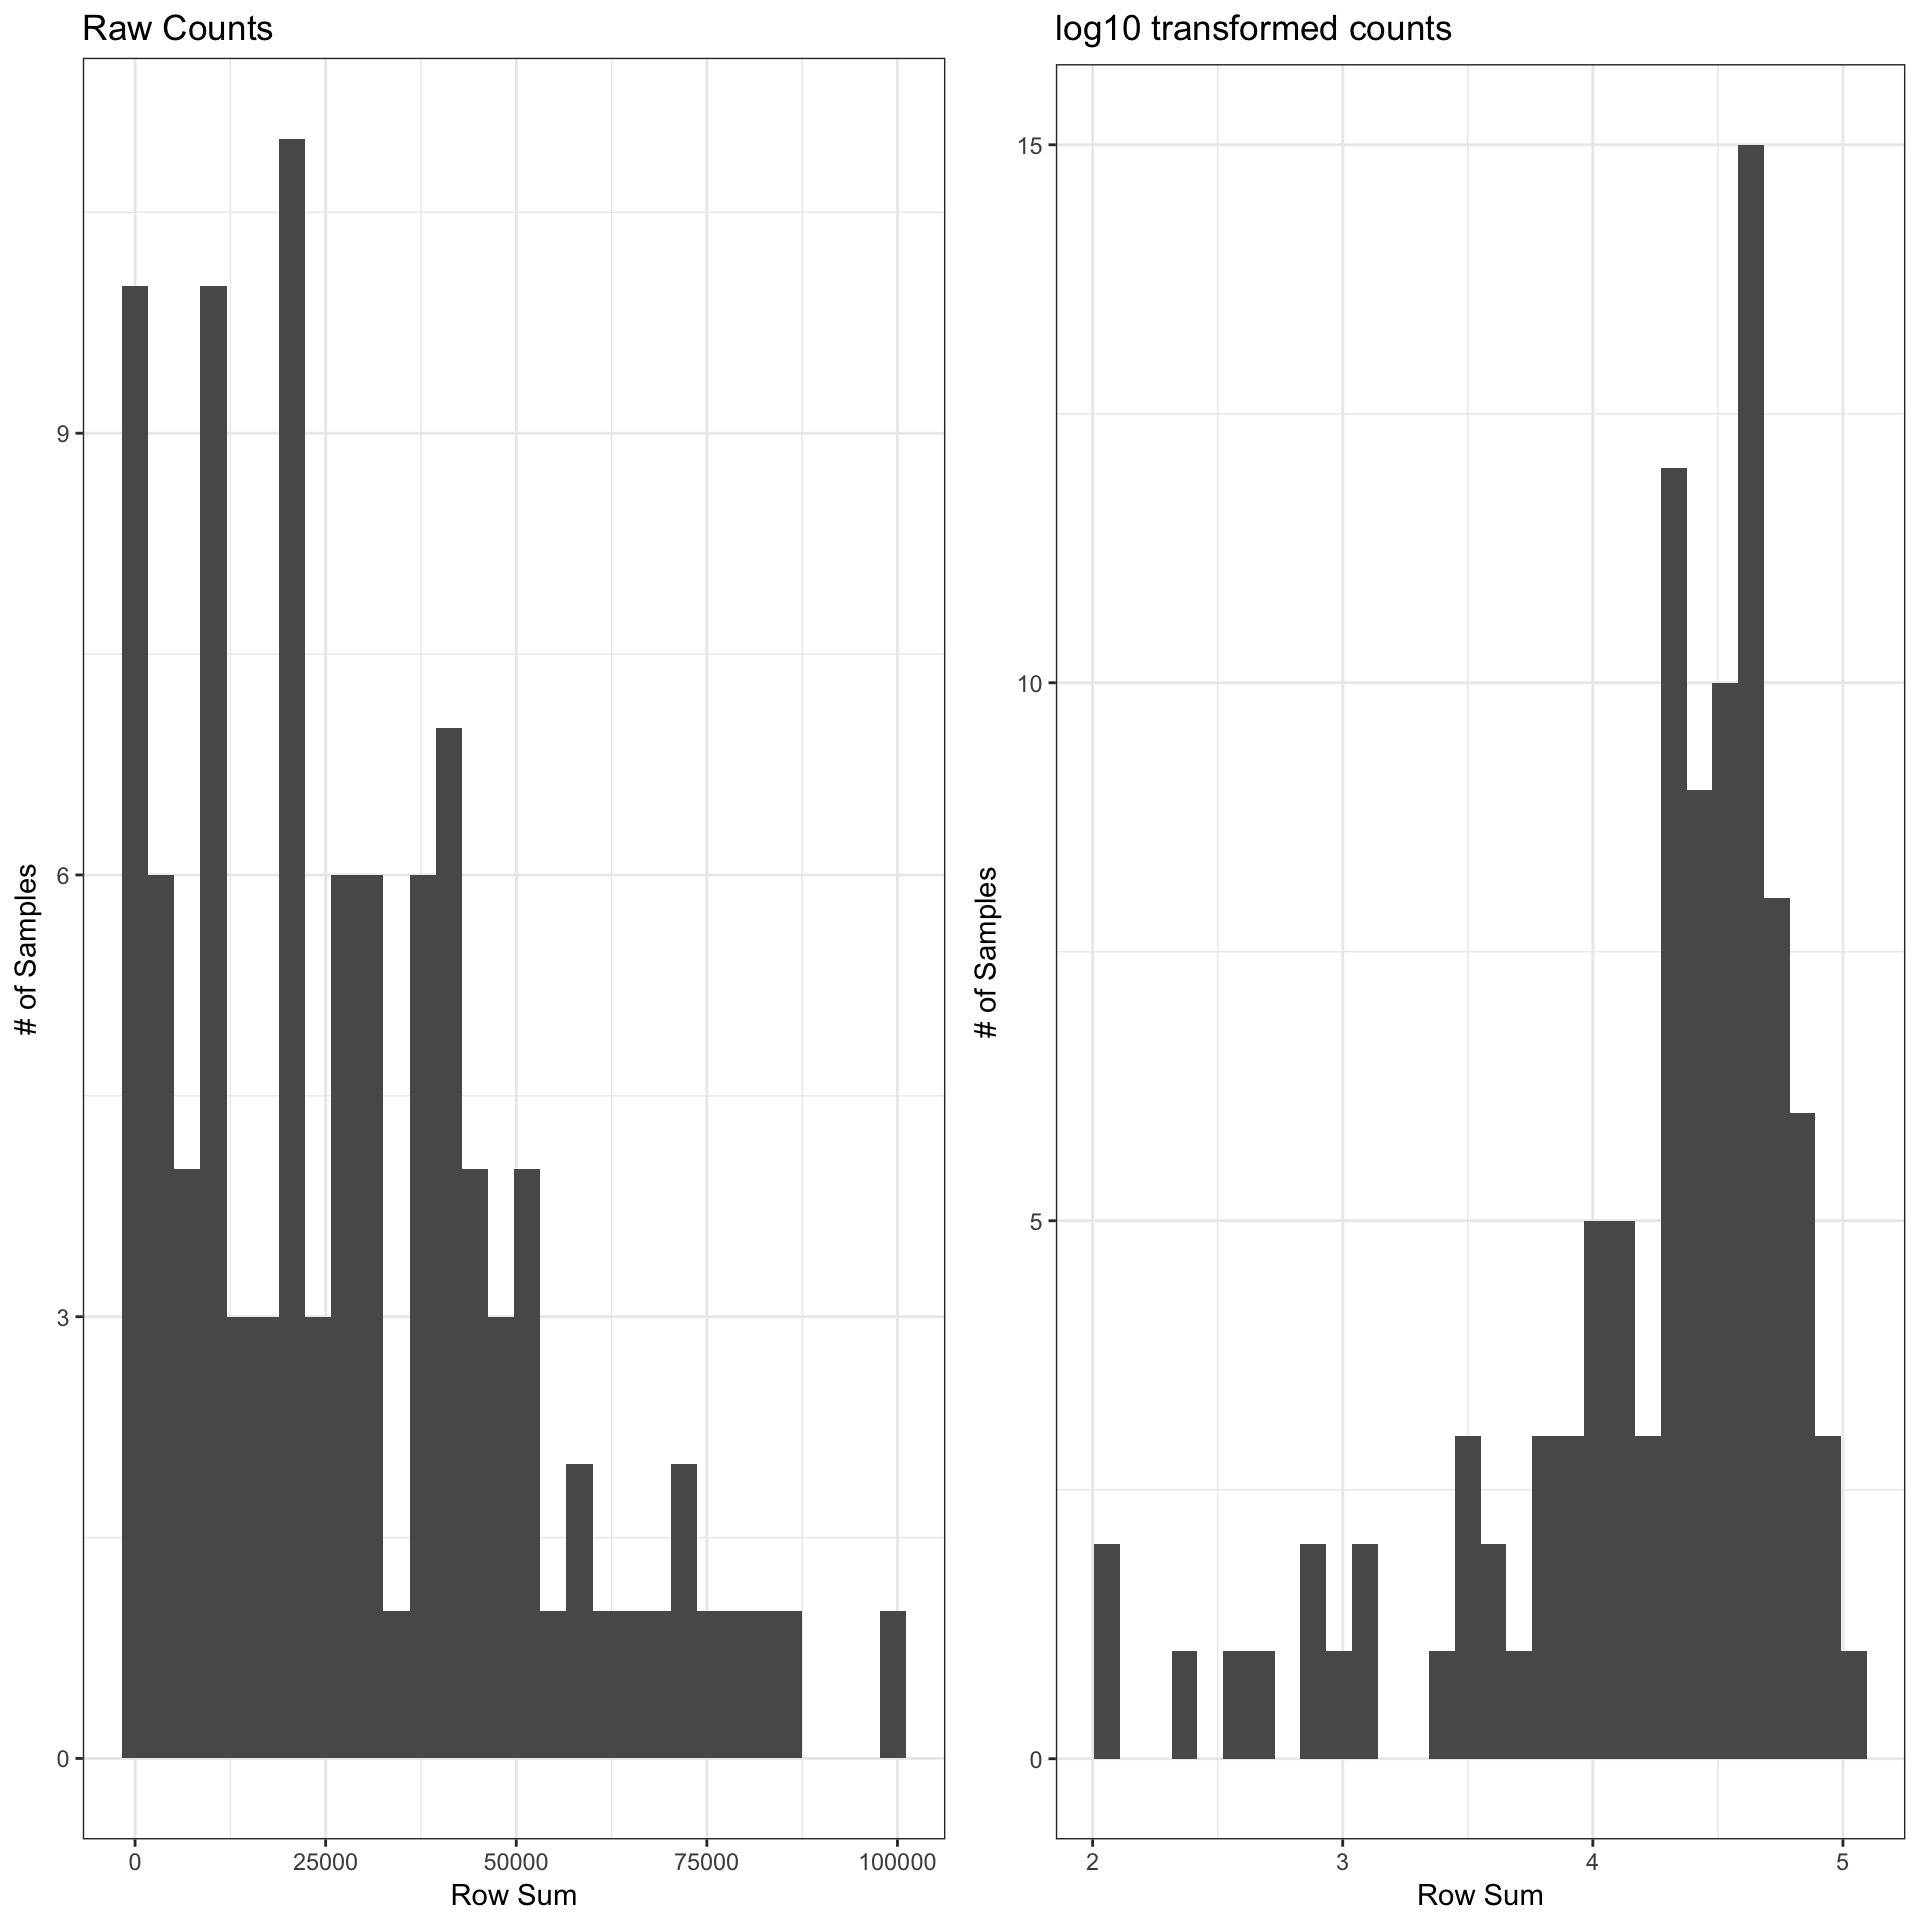 Raw Counts
# of Samples
9
6
3
0
0 25000 50000 75000 100000
Row Sum
log10 transformed counts
# of Samples
15
10
5
0
2 3 4 5
Row Sum